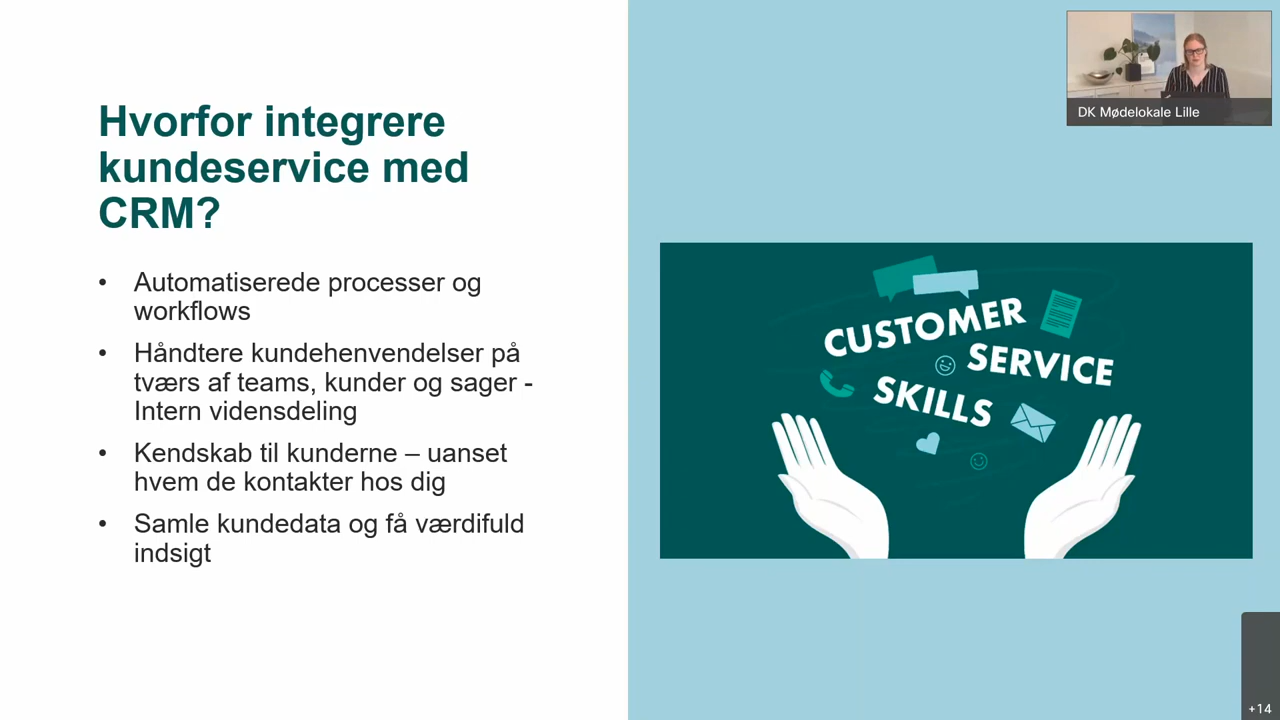 Hvorfor integrere
kundeservice med
CRM?
• Automatiserede processer og
workflows
• Håndtere kundehenvendelser på
tværs af teams, kunder og sager -
Intern vidensdeling
• Kendskab til kunderne – uanset
hvem de kontakter hos dig
• Samle kundedata og få værdifuld
indsigt
DK Mødelokale Lille
CUSTOMER
SERVICE
SKILLS
+14